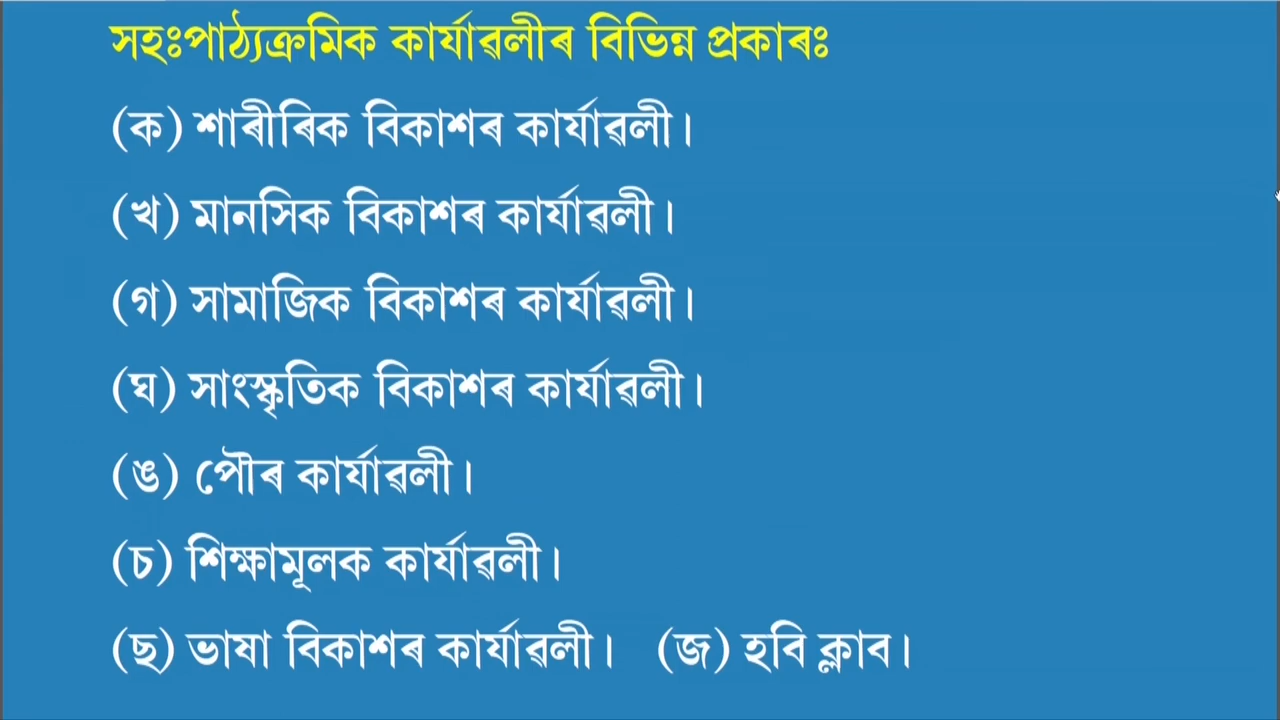 সহঃপাঠ্যক্ৰমিক কাৰ্যাৱলীৰ বিভিন্ন প্ৰকাৰঃ
(ক) শাৰীৰিক বিকাশৰ কাৰ্যাৱলী।
(খ) মানসিক বিকাশৰ কাৰ্যাৱলী।
(গ) সামাজিক বিকাশৰ কাৰ্যাৱলী।
(ঘ) সাংস্কৃতিক বিকাশৰ কাৰ্যাৱলী।
(ঙ) পৌৰ কাৰ্যাৱলী।
(চ) শিক্ষামূলক কাৰ্যাৱলী।
(ছ) ভাষা বিকাশৰ কাৰ্যাৱলী। (জ) হবি ক্লাব।